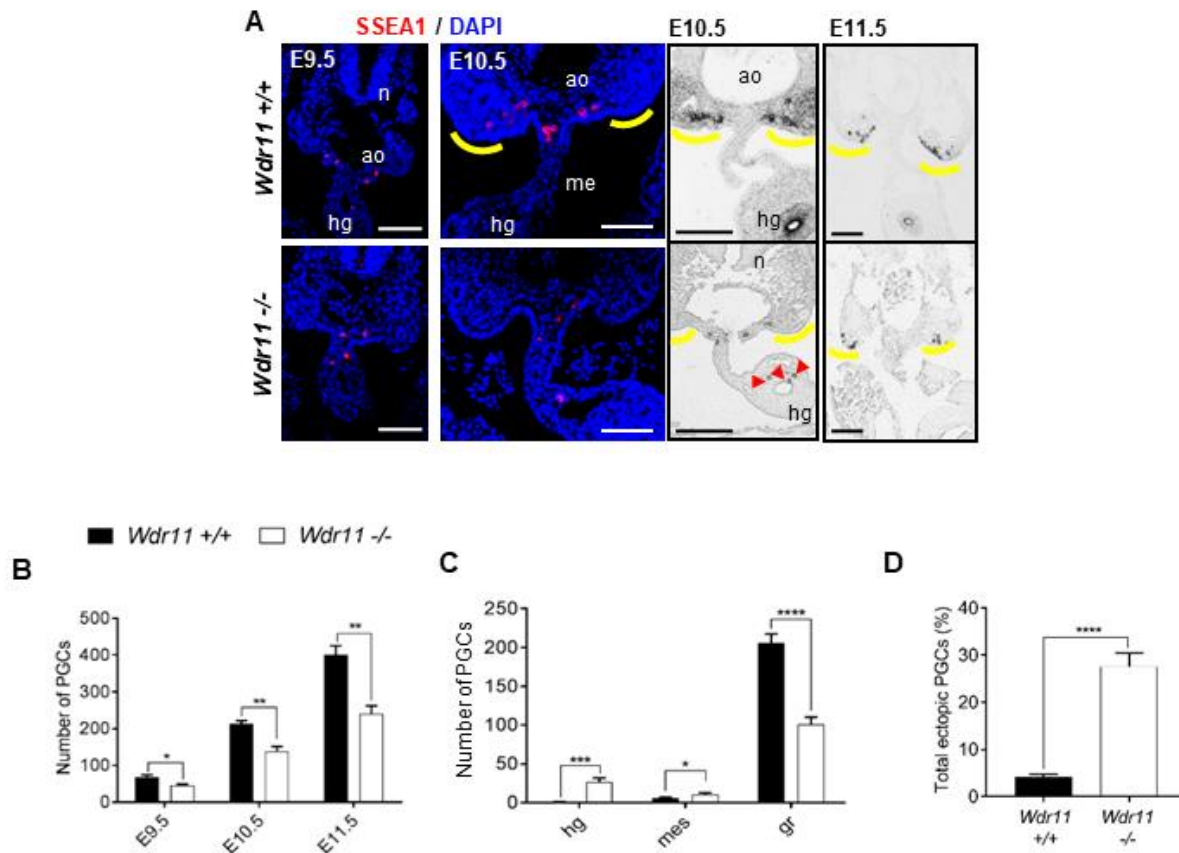 A
SSEA1 / DAPI
E10.5
E11.5
Wdr11 +/+
E9.5
n
ao
hg
E10.5
ao
me
hg
ao
hg
Wdr11 -/-
n
hg
Wdr11 +/+
Wdr11 -/-
B
Number of PGCs
500
400
300
200
100
0
*
**
**
E9.5
E10.5
E11.5
C
Number of PGCs
250
200
150
100
50
0
***
*
****
hg
mes
gr
D
Total ectopic PGCs (%)
40
30
20
10
0
****
Wdr11 +/+
Wdr11 -/-